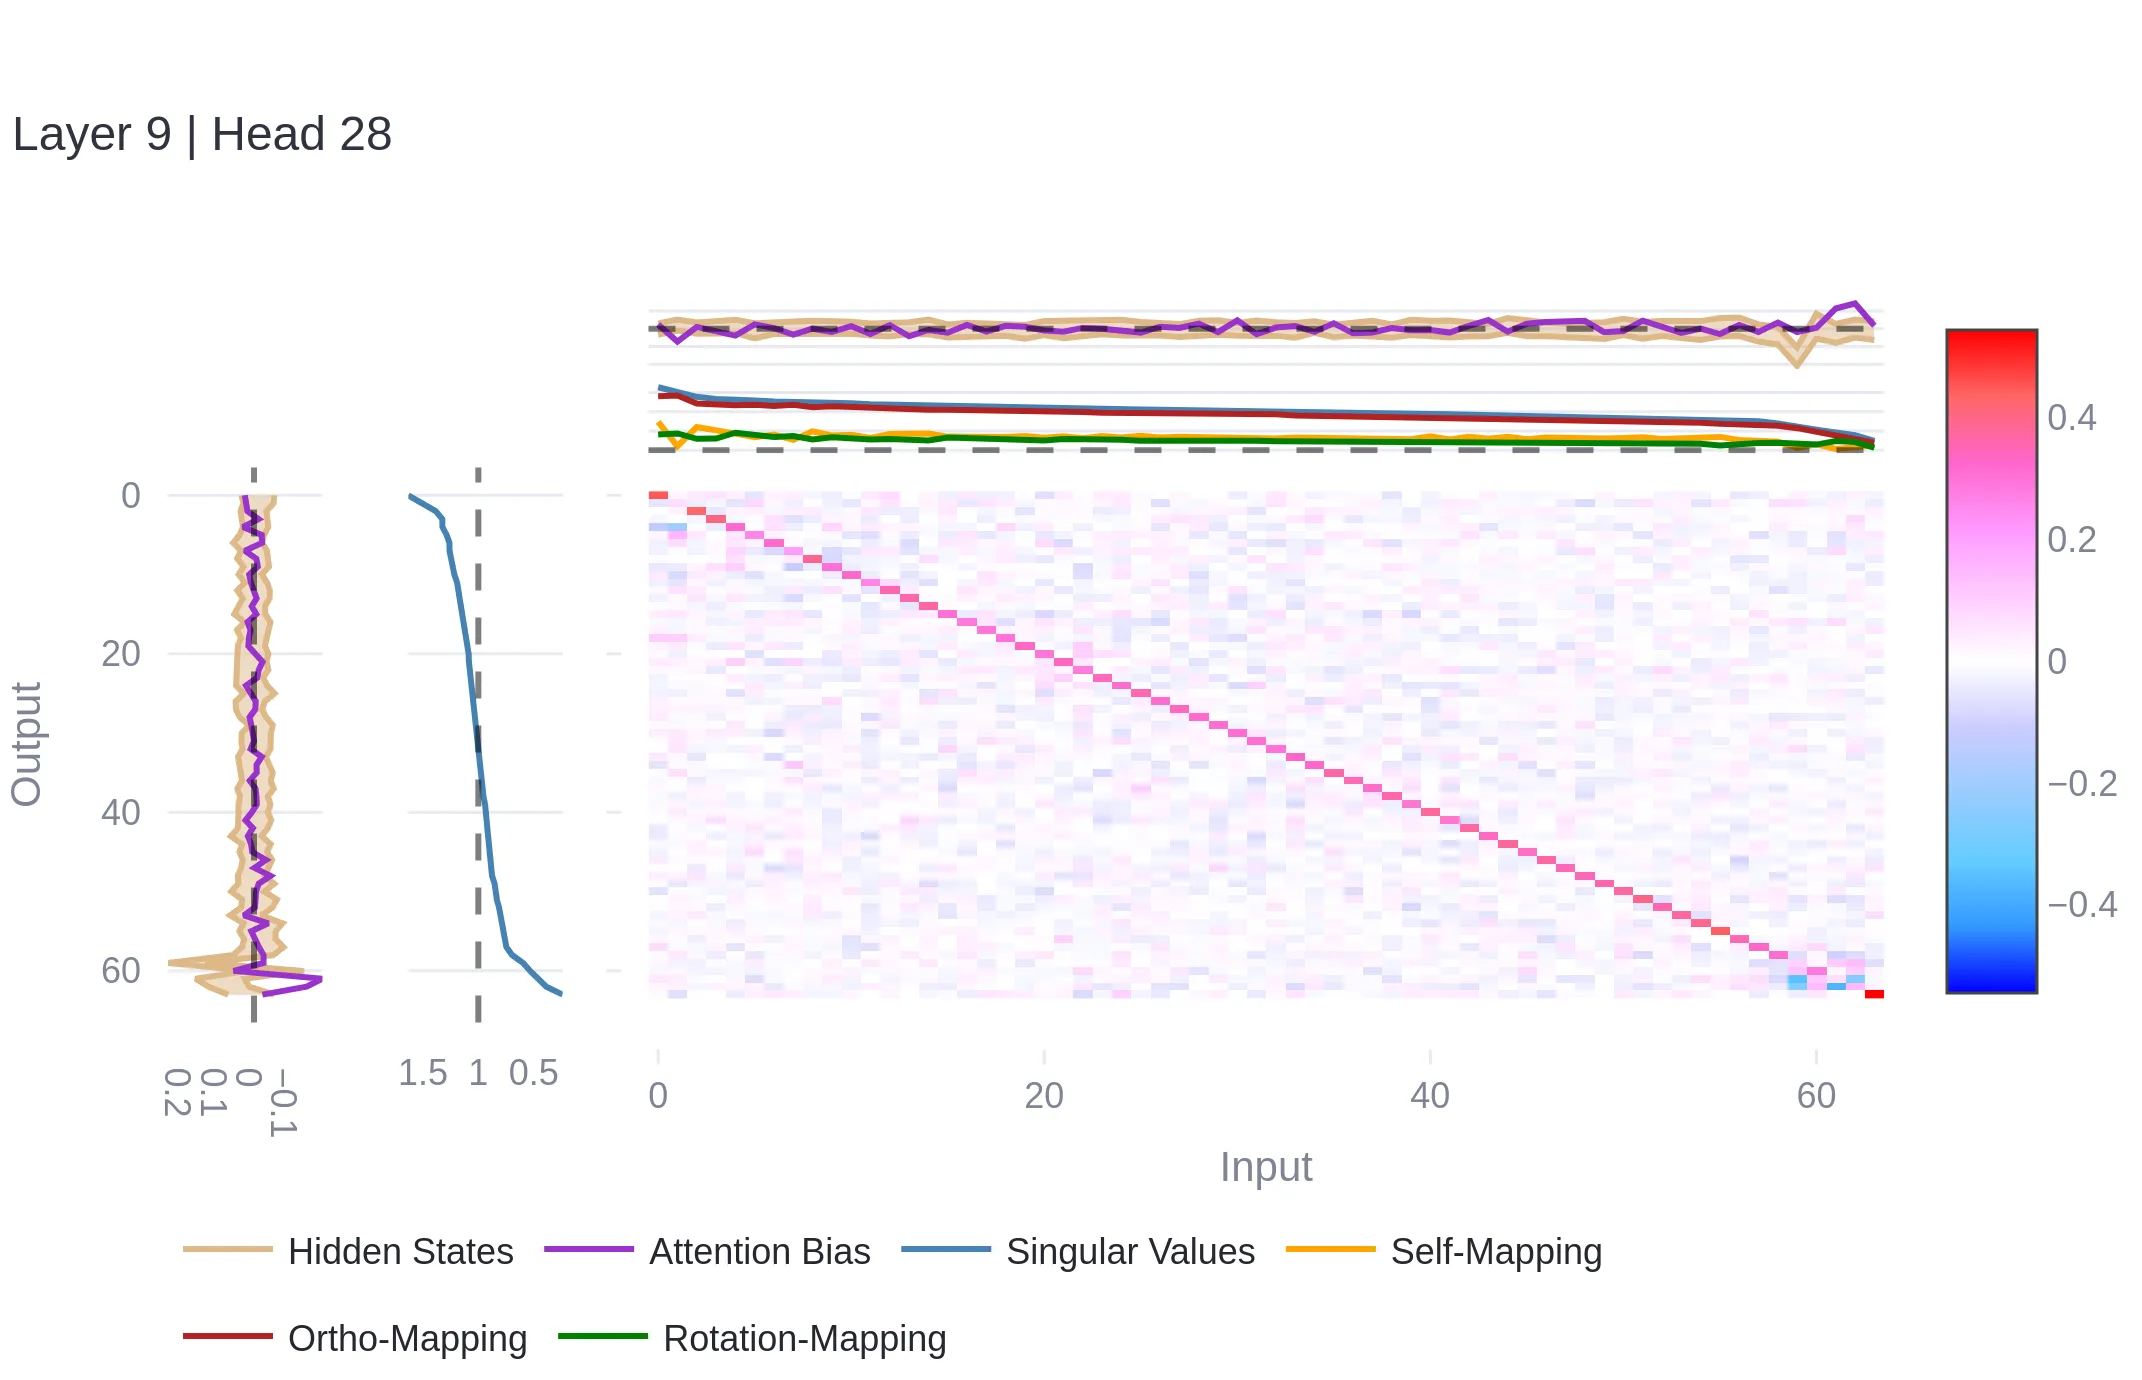 Layer 9 | Head 28
0
20
40
60
Output
0.2
0.1
0
−0.1
1.5 1 0.5
0 20 40 60
Input
0.4
0.2
0
−0.2
−0.4
Hidden States Attention Bias Singular Values Self-Mapping
Ortho-Mapping Rotation-Mapping